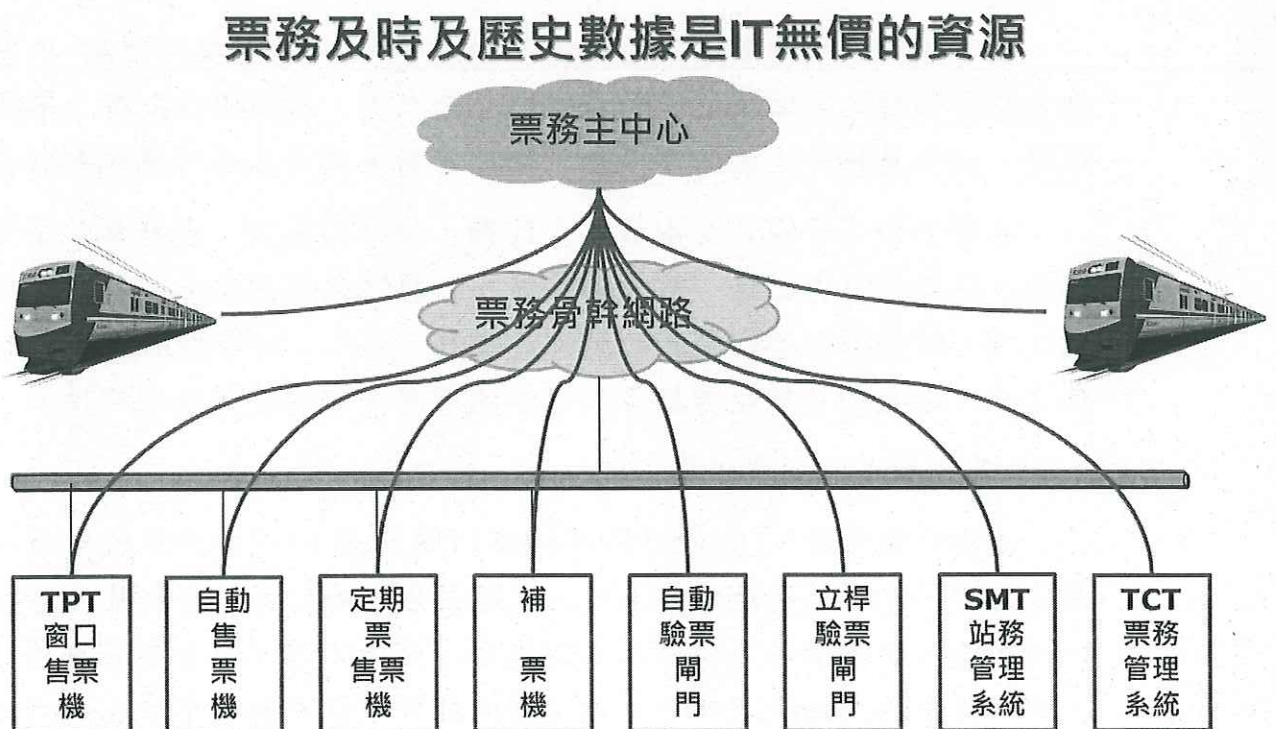 票務及時及歷史數據是IT無價的資源
票務主中心
票務骨幹網路
TPT
窗口
售票
機
自動
售
票
機
定期
票
售票
機
補
票
機
自動
驗票
閘
門
立桿
驗票
閘
門
SMT
站務
管理
系統
TCT
票務
管理
系統